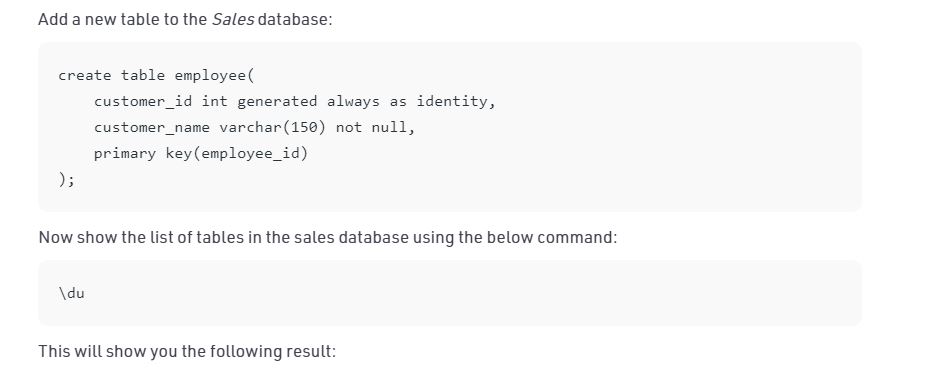 Add a new table to the Sales database:
create table employee(
    customer_id int generated always as identity,
    customer_name varchar(150) not null,
    primary key(employee_id)
);
Now show the list of tables in the sales database using the below command:
\du
This will show you the following result: